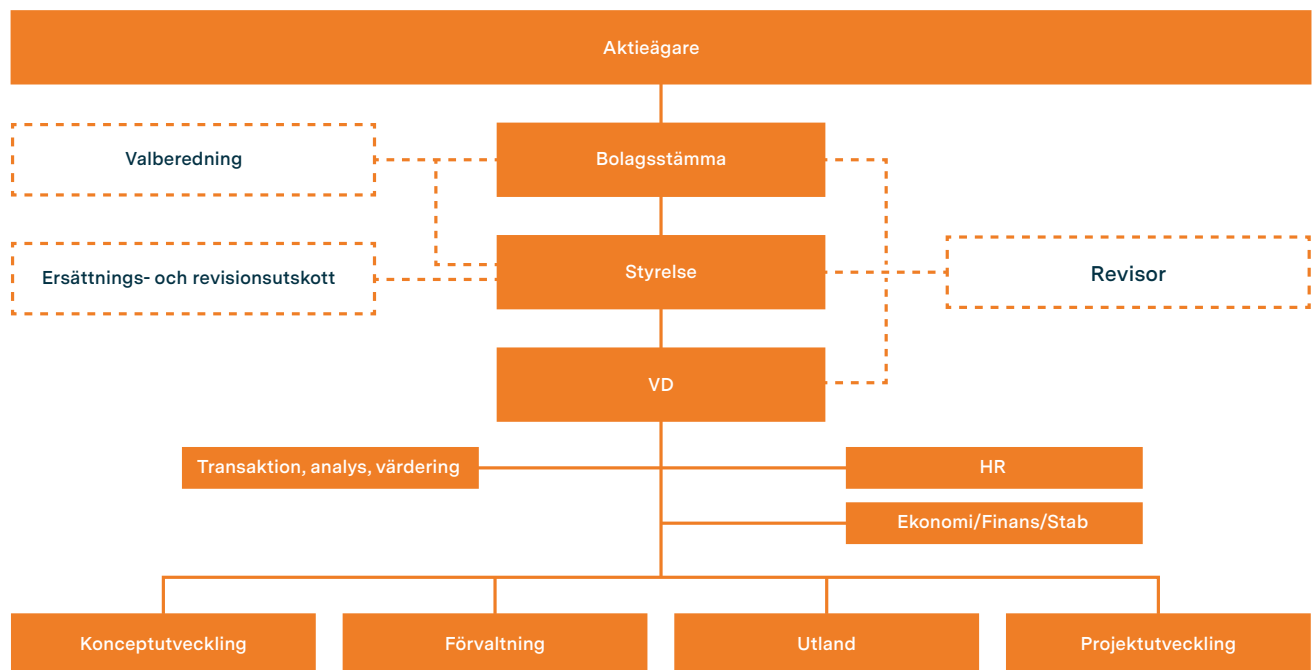 Aktieägare
Valberedning
Bolagsstämma
Ersättnings- och revisionsutskott
Styrelse
Revisor
VD
Transaktion, analys, värdering
HR
Ekonomi/Finans/Stab
Konceptutveckling
Förvaltning
Utland
Projektutveckling